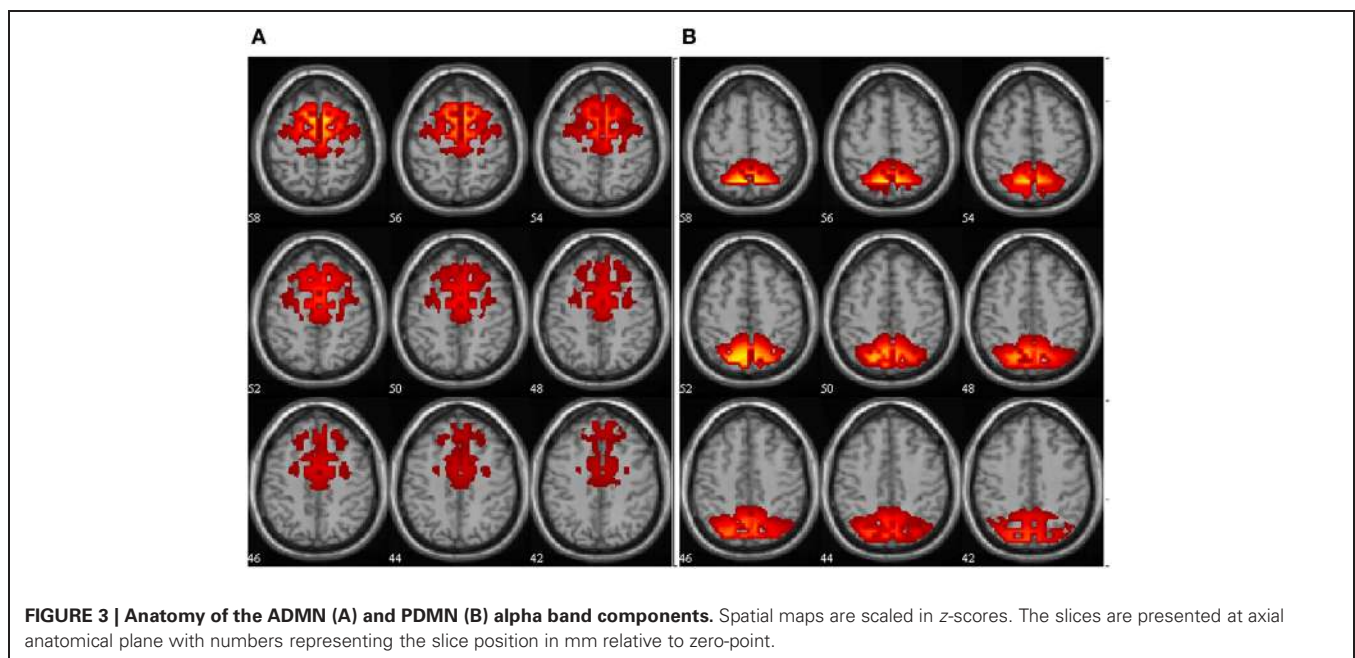 A B
58 56 54 58 56 54
52 50 48 52 50 48
46 44 42 46 44 42
FIGURE 3 | Anatomy of the ADMN (A) and PDMN (B) alpha band components. Spatial maps are scaled in z-scores. The slices are presented at axial
anatomical plane with numbers representing the slice position in mm relative to zero-point.